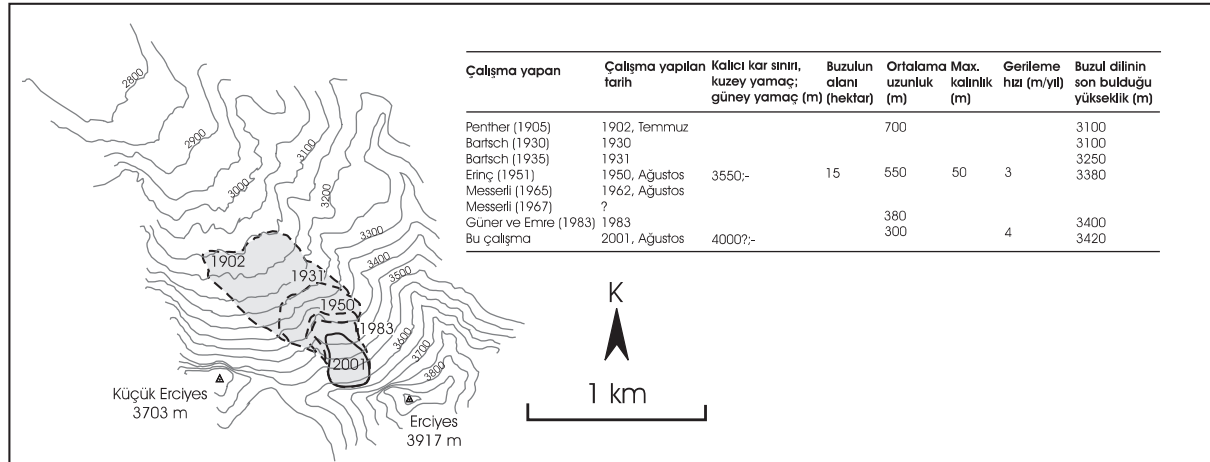 Çalışma yapan Çalışma yapılan tarih Kalıcı kar sınırı, kuzey yamaç; güney yamaç (m) Buzulun alanı (hektar) Ortalama uzunluk (m) Max. kalınlık (m) Gerileme hızı (m/yıl) Buzul dilinin son bulduğu yükseklik (m)
Penther (1905) 1902, Temmuz 700 3100
Bartsch (1930) 1930 3100
Bartsch (1935) 1931 3250
Erinç (1951) 1950, Ağustos 3550;- 15 550 50 3 3380
Messerli (1965) 1962, Ağustos
Messerli (1967) ?
Güner ve Emre (1983) 1983 380 3400
Bu çalışma 2001, Ağustos 4000?;- 300 4 3420
2800
2900
3000
3100
3200
3300
3400
3500
3600
3700
3800
1902
1931
1950
1983
2001
Küçük Erciyes
3703 m
Erciyes
3917 m
K
1 km